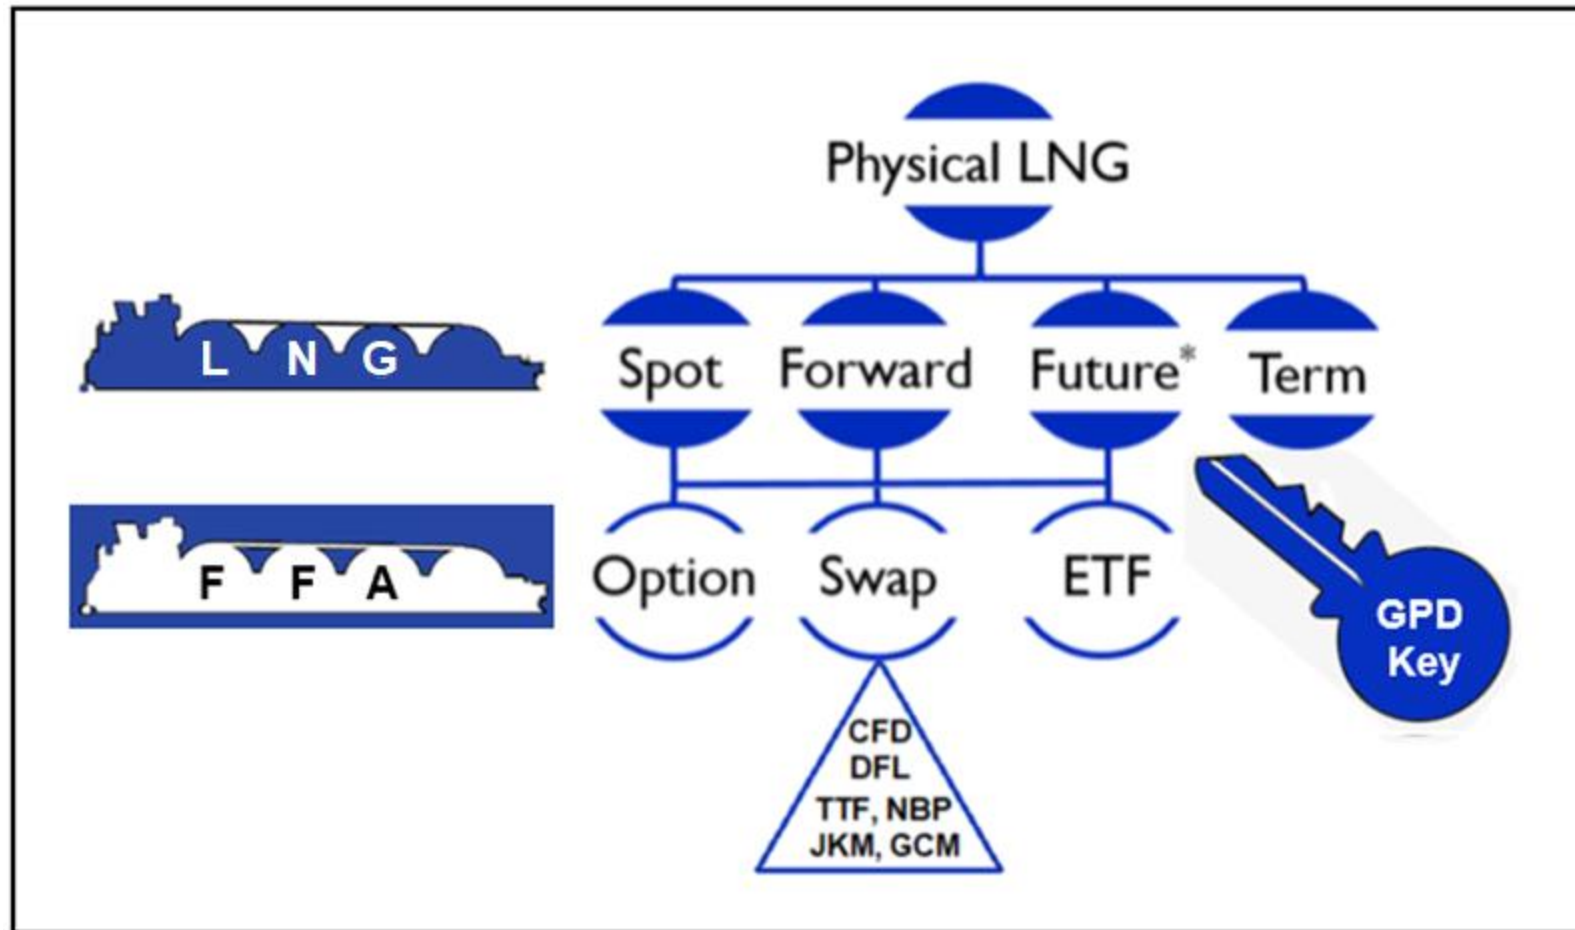 Physical LNG
L N G
Spot Forward Future* Term
F F A
Option Swap ETF
GPD
Key
CFD
DFL
TTF, NBP
JKM, GCM